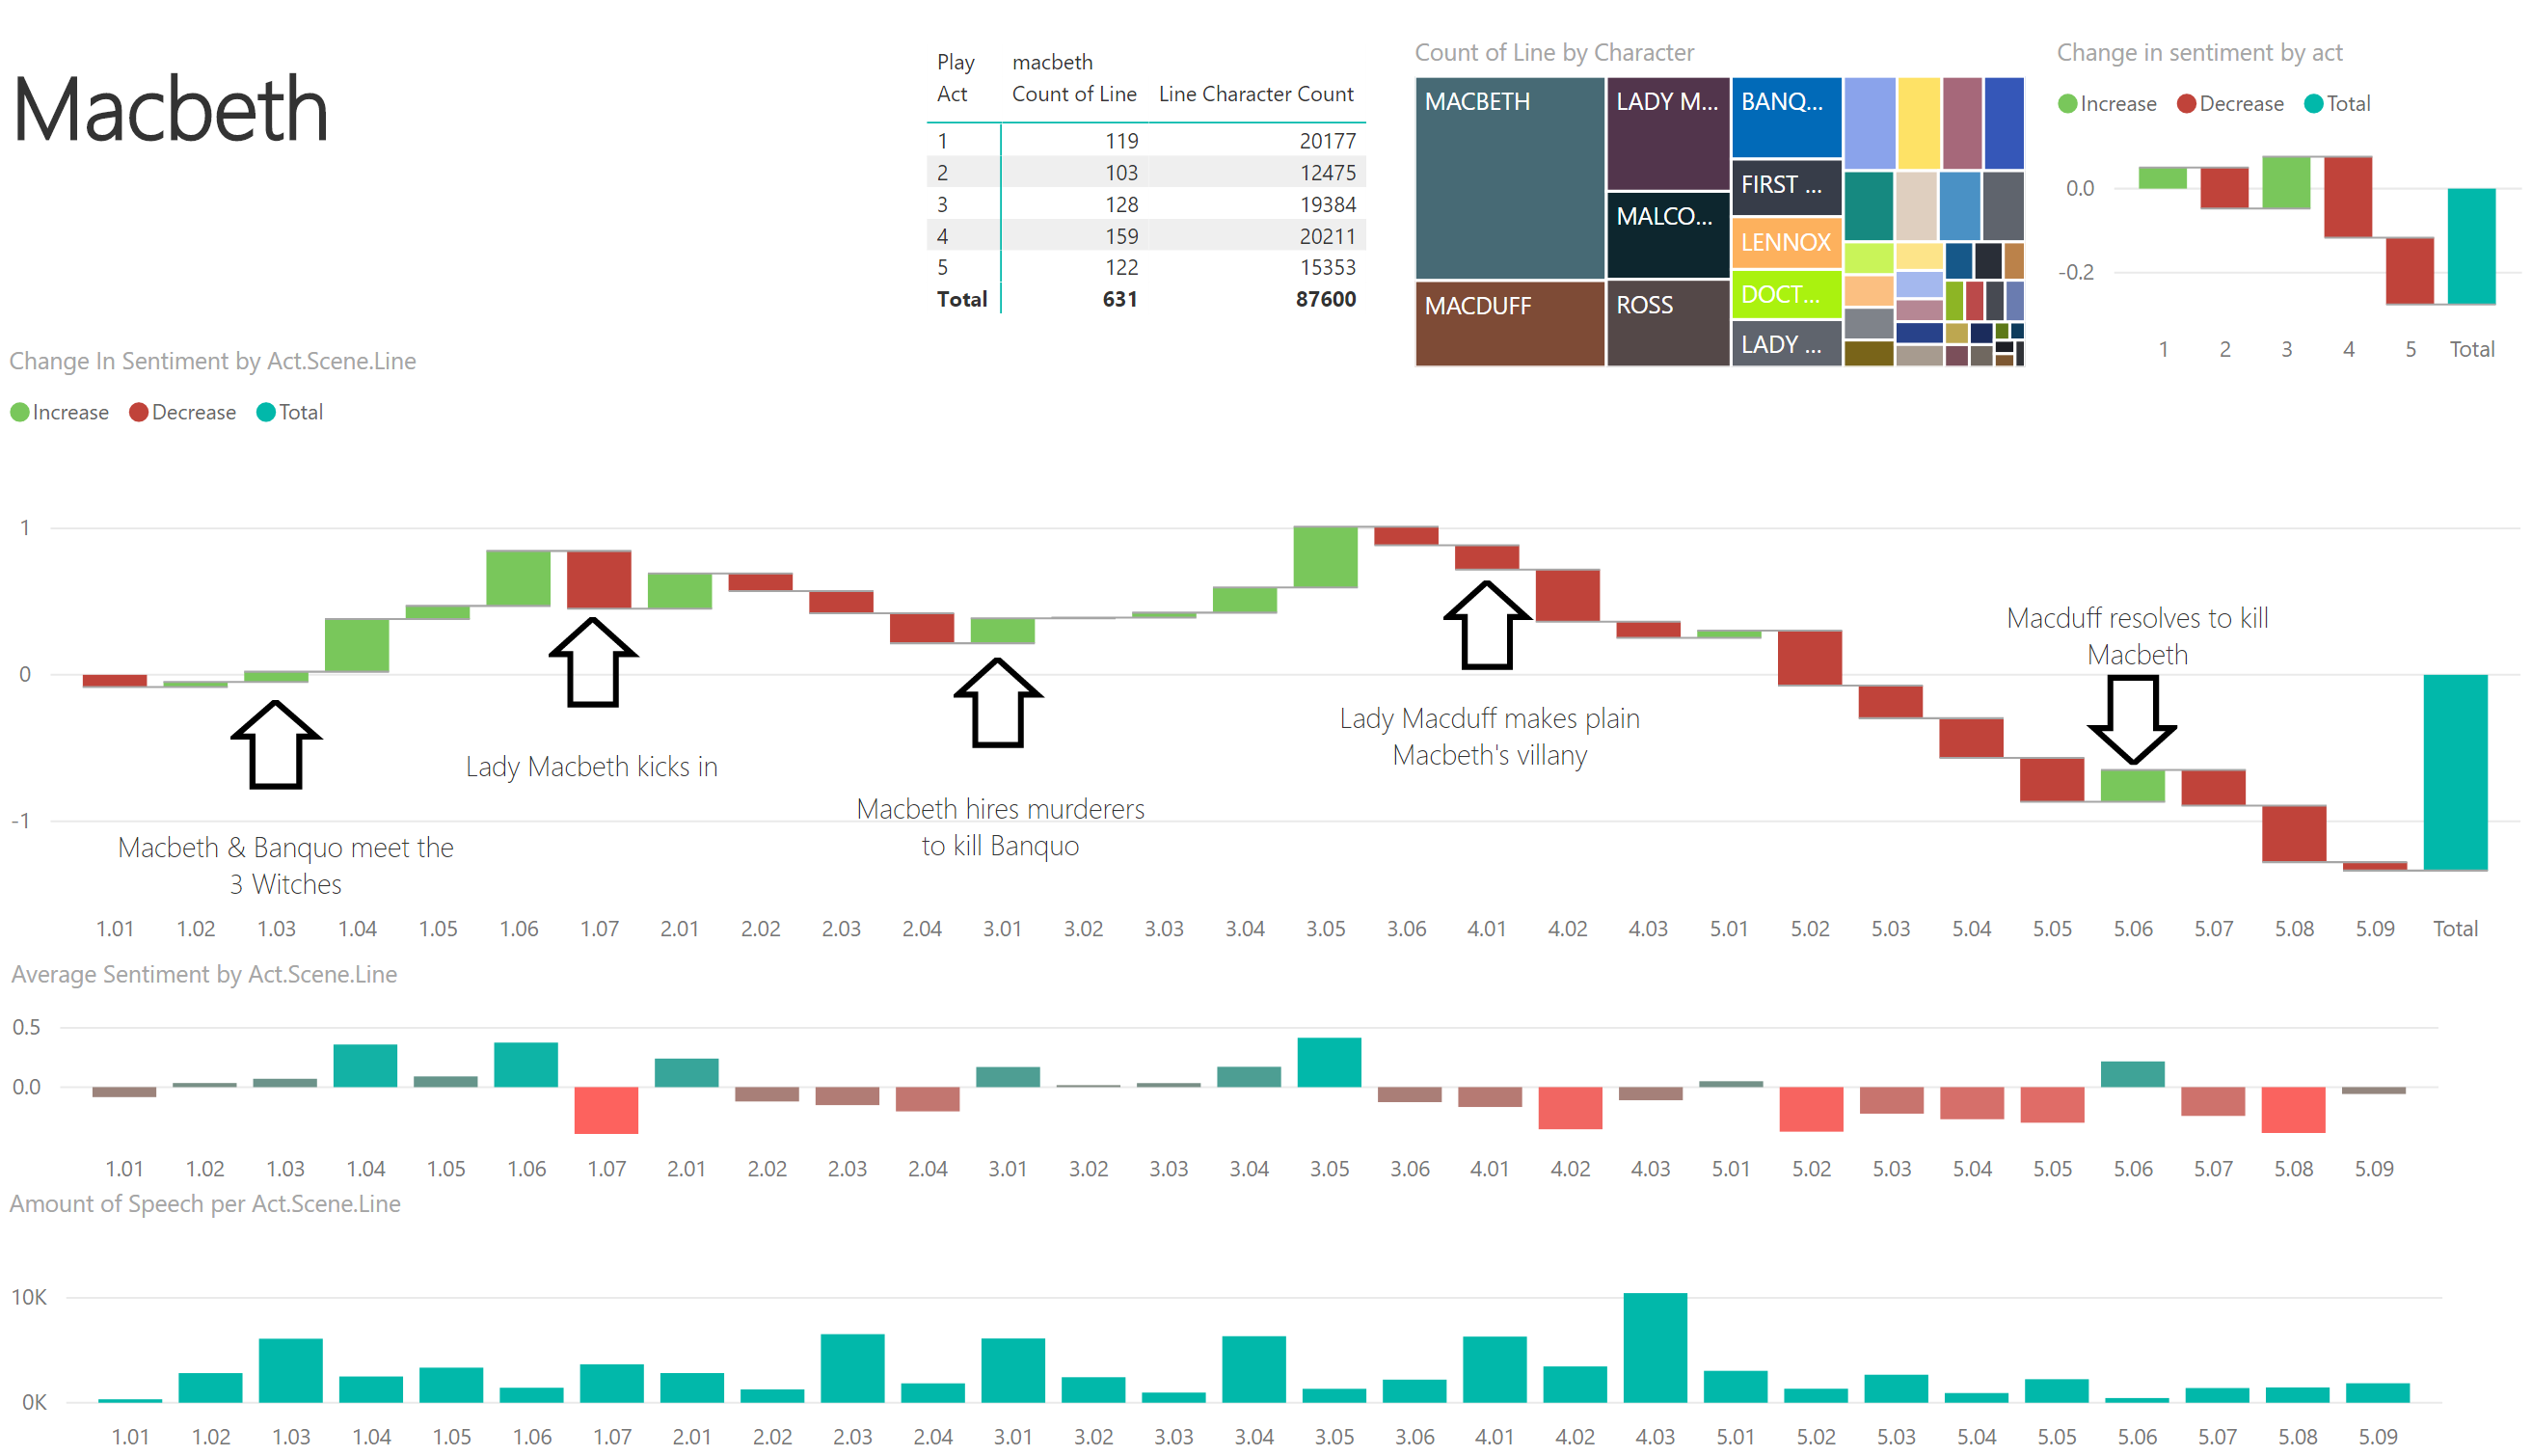 Macbeth
Play macbeth
Act Count of Line Line Character Count
1 119 20177
2 103 12475
3 128 19384
4 159 20211
5 122 15353
Total 631 87600
Count of Line by Character
MACBETH
MACDUFF
LADY M...
MALCO...
ROSS
BANQ...
FIRST ...
LENNOX
DOCT...
LADY ...
Change in sentiment by act
Increase Decrease Total
0.0
-0.2
1 2 3 4 5 Total
Change In Sentiment by Act.Scene.Line
Increase Decrease Total
1
0
-1
Macbeth & Banquo meet the
3 Witches
Lady Macbeth kicks in
Macbeth hires murderers
to kill Banquo
Lady Macduff makes plain
Macbeth's villany
Macduff resolves to kill
Macbeth
1.01 1.02 1.03 1.04 1.05 1.06 1.07 2.01 2.02 2.03 2.04 3.01 3.02 3.03 3.04 3.05 3.06 4.01 4.02 4.03 5.01 5.02 5.03 5.04 5.05 5.06 5.07 5.08 5.09 Total
Average Sentiment by Act.Scene.Line
0.5
0.0
1.01 1.02 1.03 1.04 1.05 1.06 1.07 2.01 2.02 2.03 2.04 3.01 3.02 3.03 3.04 3.05 3.06 4.01 4.02 4.03 5.01 5.02 5.03 5.04 5.05 5.06 5.07 5.08 5.09
Amount of Speech per Act.Scene.Line
10K
0K
1.01 1.02 1.03 1.04 1.05 1.06 1.07 2.01 2.02 2.03 2.04 3.01 3.02 3.03 3.04 3.05 3.06 4.01 4.02 4.03 5.01 5.02 5.03 5.04 5.05 5.06 5.07 5.08 5.09